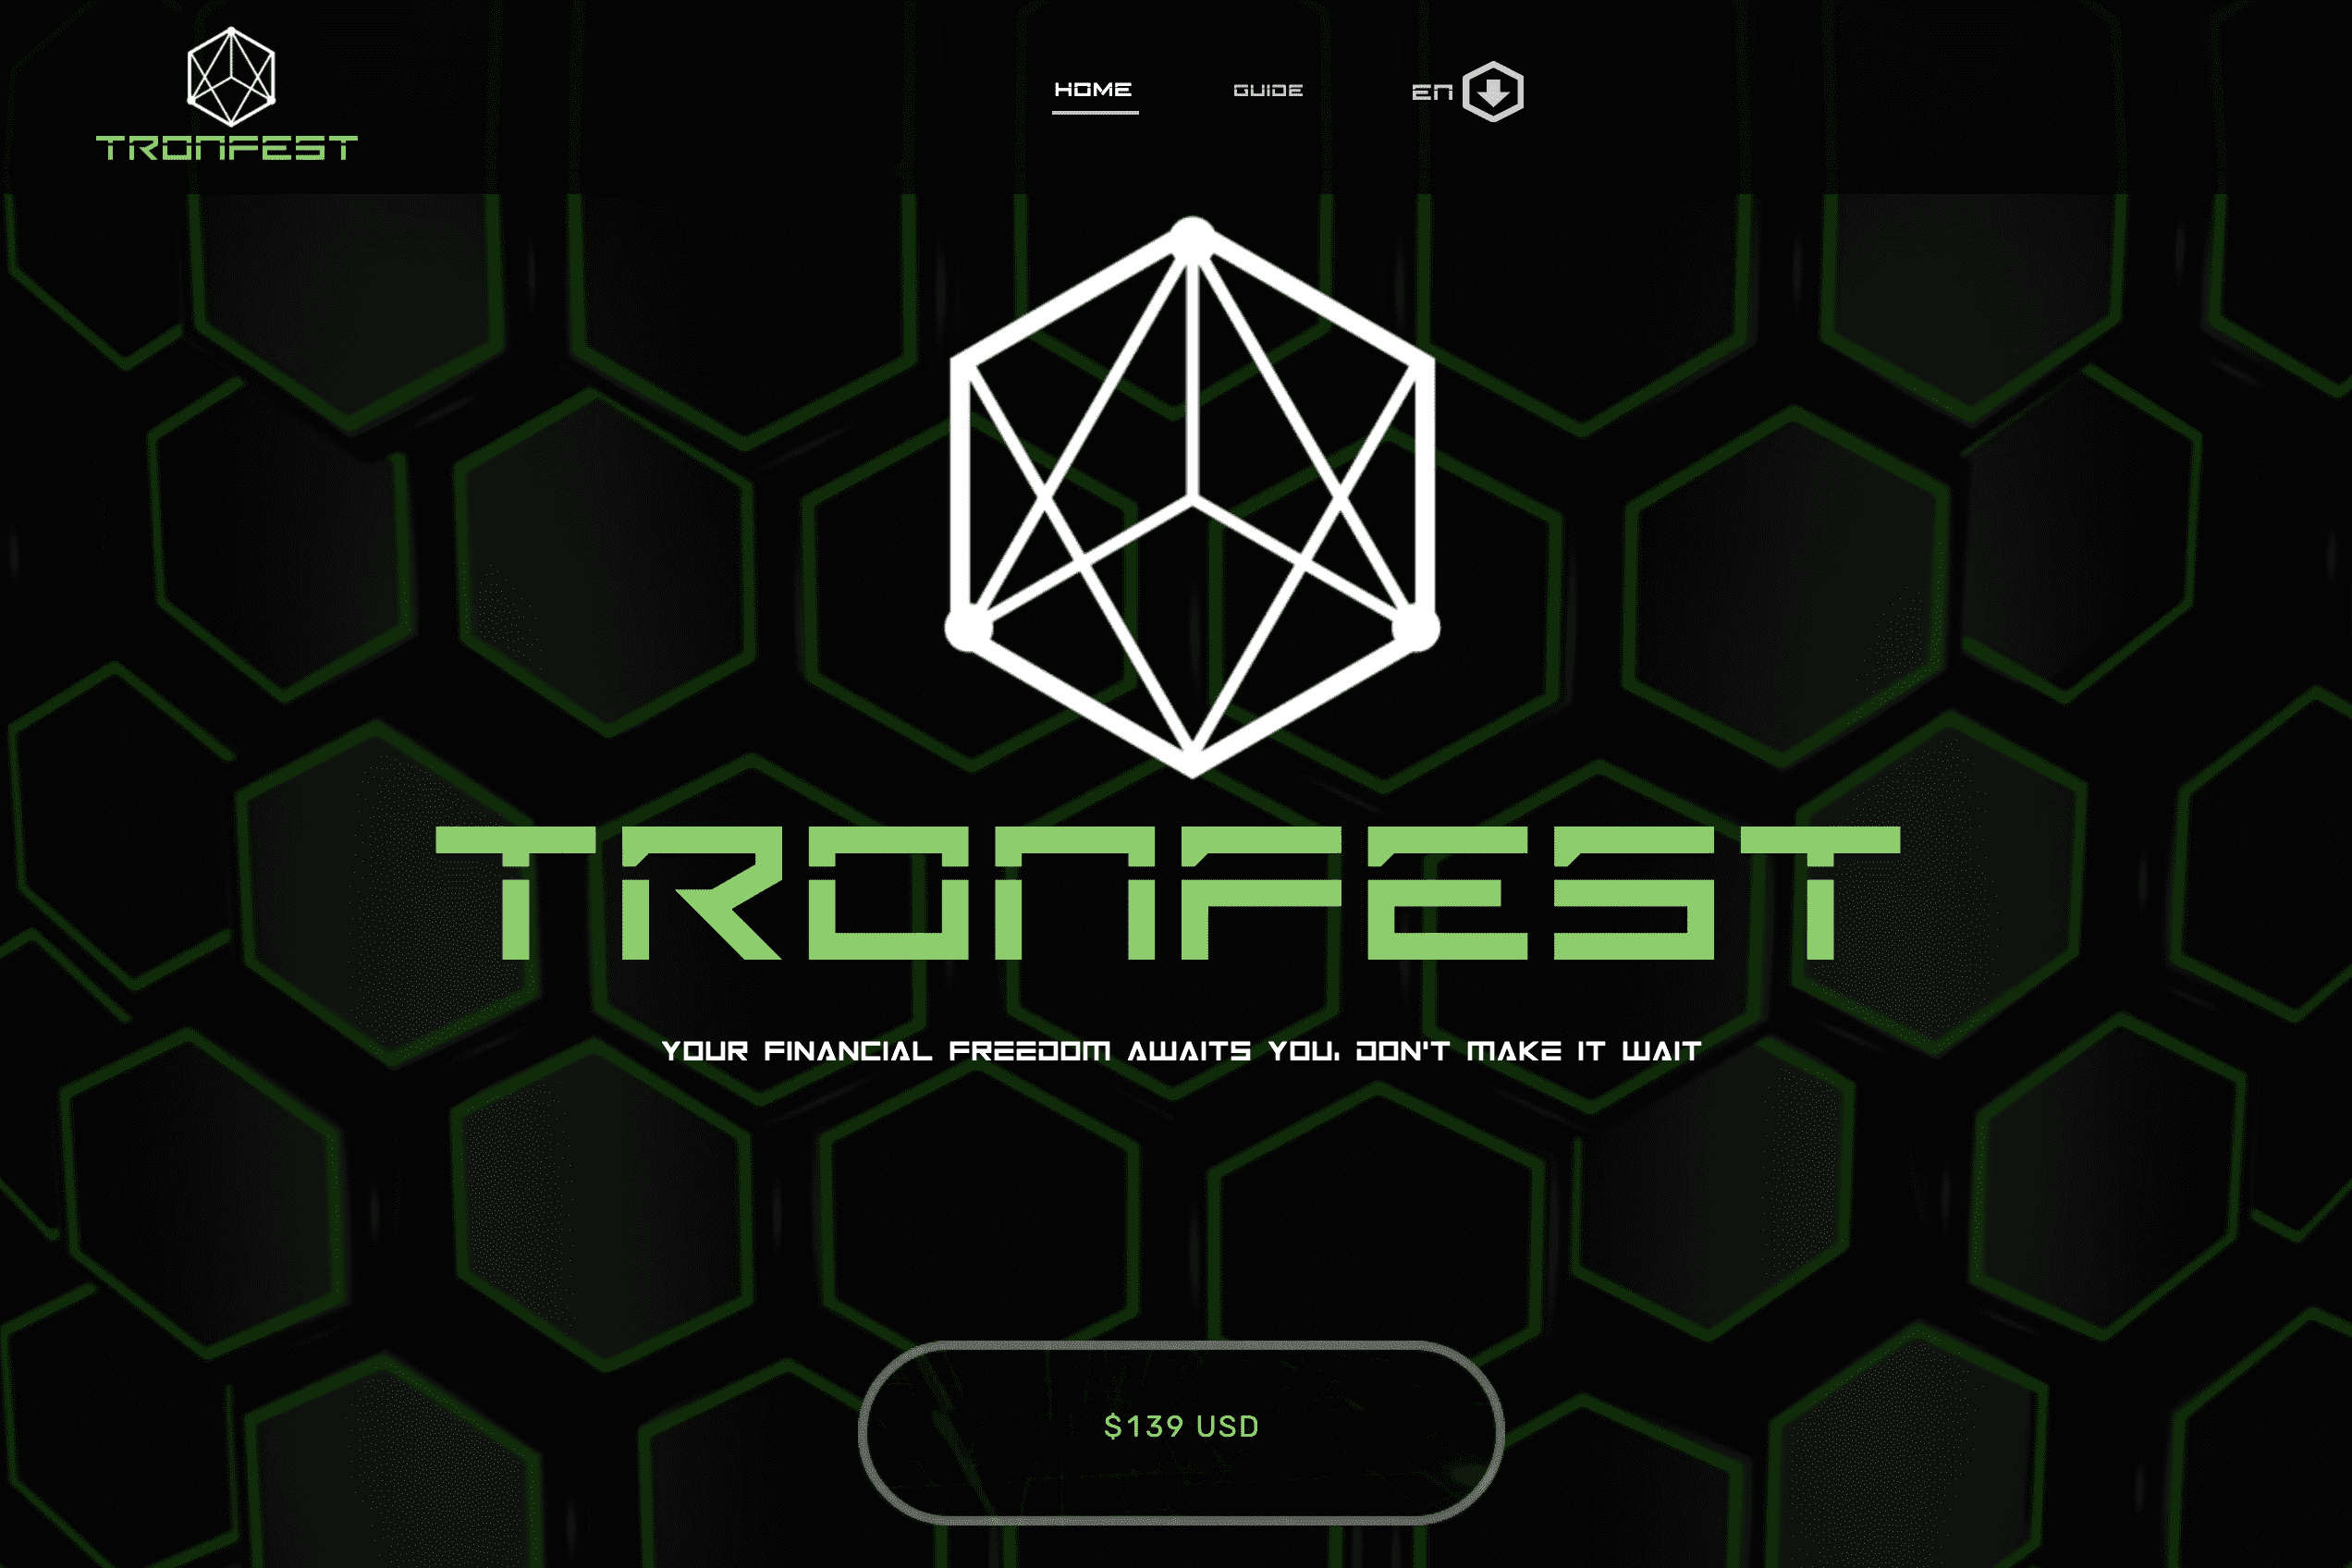 TRONFEST
HOME
GUIDE
EN
TRONFEST
YOUR FINANCIAL FREEDOM AWAITS YOU, DON'T MAKE IT WAIT
$139 USD